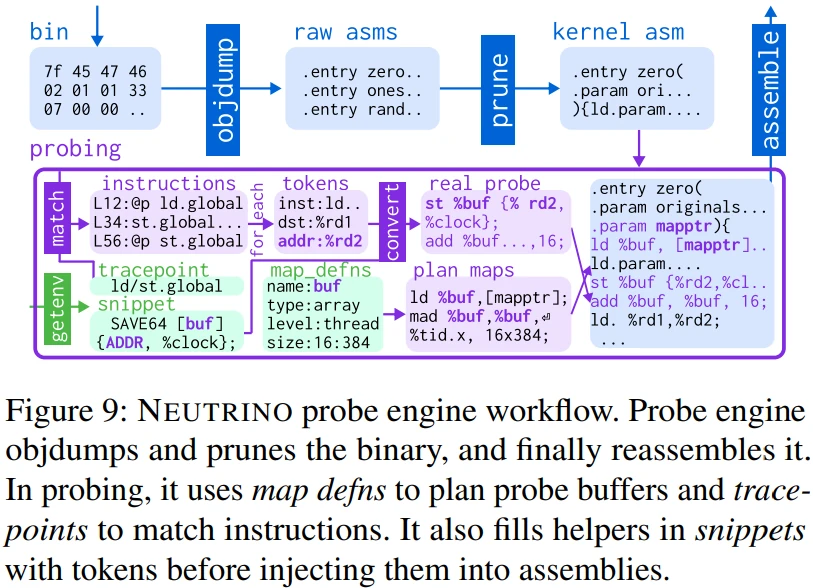 bin
7f 45 47 46
02 01 01 33
07 00 00 ..
objdump
raw asms
.entry zero..
.entry ones..
.entry rand..
prune
kernel asm
.entry zero(
.param ori...
){ld.param....
assemble
probing
match
instructions
L12:@p ld.global
L34:st.global...
L56:@p st.global
for each
tokens
inst:ld..
dst:%rd1
addr:%rd2
convert
real probe
st %buf {% rd2,
%clock};
add %buf...,16;
getenv
tracepoint
ld/st.global
snippet
SAVE64 [buf]
{ADDR, %clock};
map_defns
name:buf
type:array
level:thread
size:16:384
plan maps
ld %buf,[mapptr];
mad %buf,%buf,⏎
%tid.x, 16x384;
.entry zero(
.param originals...
.param mapptr){
ld %buf, [mapptr]..
ld.param....
st %buf {%rd2,%cl..
add %buf, %buf, 16;
ld. %rd1,%rd2;
...
Figure 9: NEUTRINO probe engine workflow. Probe engine
objdumps and prunes the binary, and finally reassembles it.
In probing, it uses map defns to plan probe buffers and trace-
points to match instructions. It also fills helpers in snippets
with tokens before injecting them into assemblies.